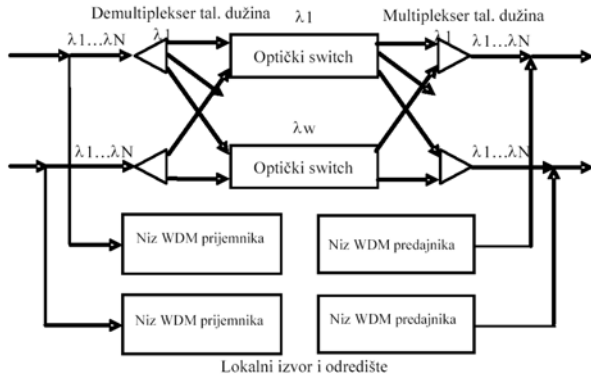 Demultiplekser tal. dužina
λ1
Multiplekser tal. dužina
λ1…λN
λ1
Optički switch
λ1
λ1…λN
λw
λ1…λN
Optički switch
λ1…λN
Niz WDM prijemnika
Niz WDM predajnika
Niz WDM prijemnika
Niz WDM predajnika
Lokalni izvor i odredište